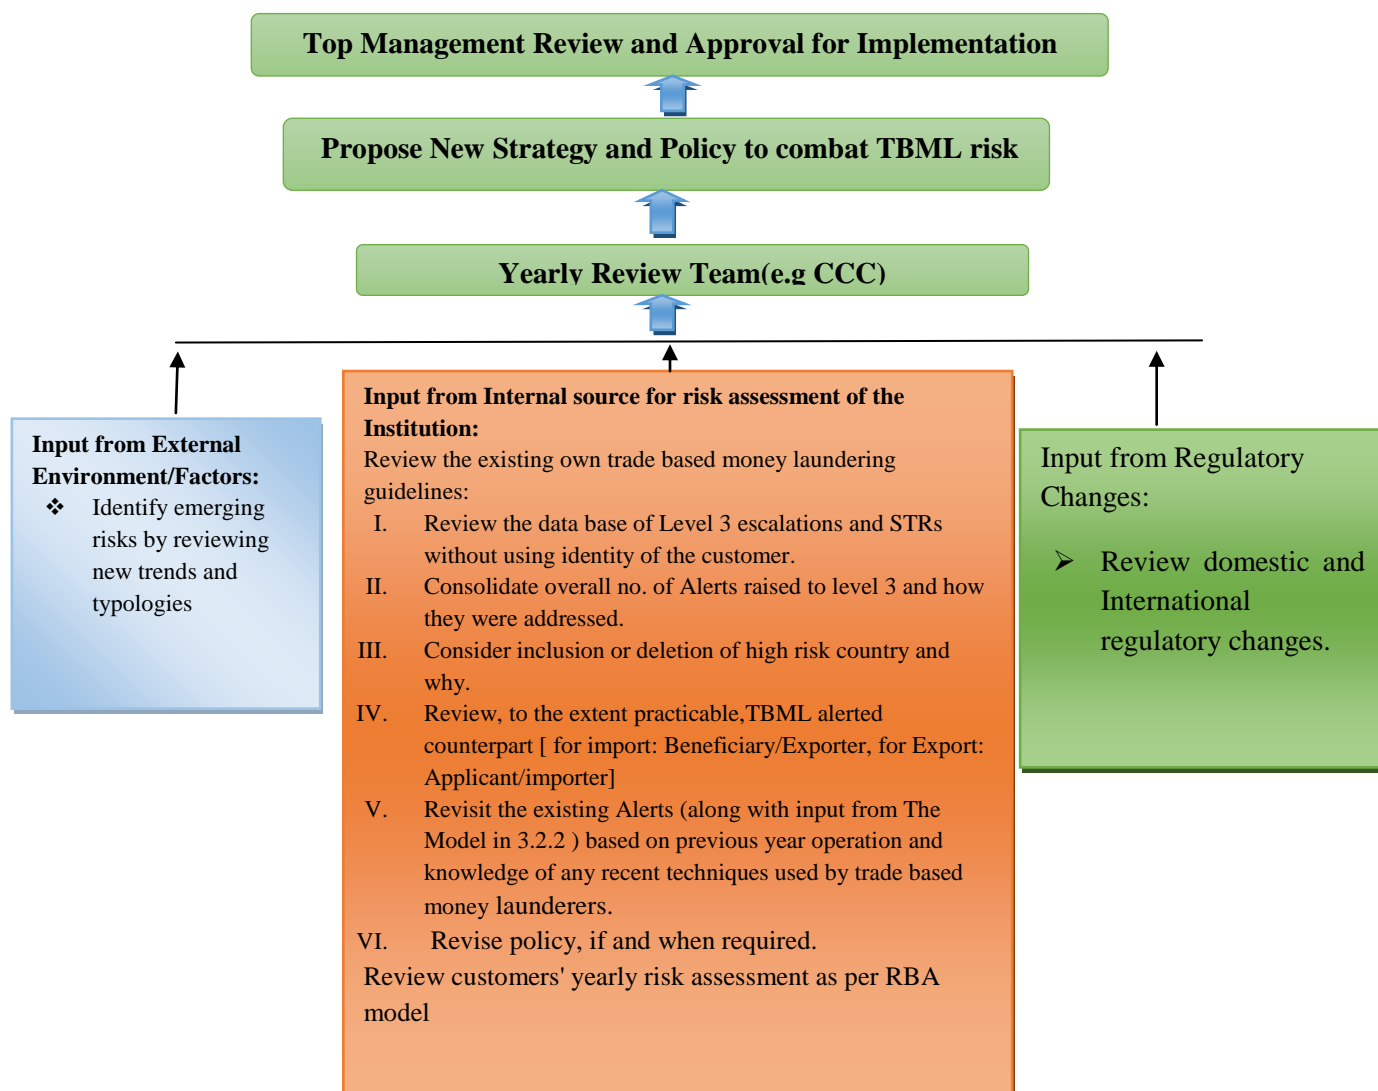 Top Management Review and Approval for Implementation
Propose New Strategy and Policy to combat TBML risk
Yearly Review Team(e.g CCC)
Input from External
Environment/Factors:
❖ Identify emerging
risks by reviewing
new trends and
typologies
Input from Internal source for risk assessment of the
Institution:
Review the existing own trade based money laundering
guidelines:
I. Review the data base of Level 3 escalations and STRs
without using identity of the customer.
II. Consolidate overall no. of Alerts raised to level 3 and how
they were addressed.
III. Consider inclusion or deletion of high risk country and
why.
IV. Review, to the extent practicable,TBML alerted
counterpart [ for import: Beneficiary/Exporter, for Export:
Applicant/importer]
V. Revisit the existing Alerts (along with input from The
Model in 3.2.2 ) based on previous year operation and
knowledge of any recent techniques used by trade based
money launderers.
VI. Revise policy, if and when required.
Review customers' yearly risk assessment as per RBA
model
Input from Regulatory
Changes:
➢ Review domestic and
International
regulatory changes.